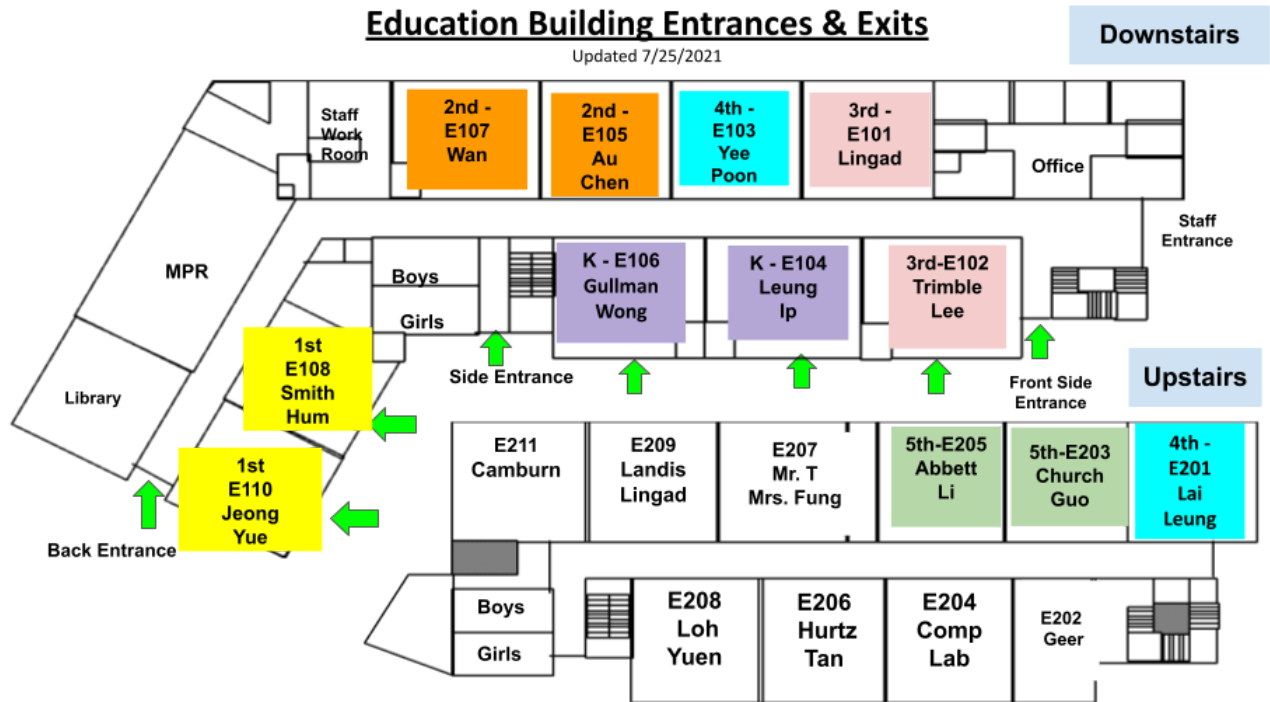 Education Building Entrances & Exits
Updated 7/25/2021
Downstairs
Staff
Work
Room
2nd -
E107
Wan
2nd -
E105
Au
Chen
4th -
E103
Yee
Poon
3rd -
E101
Lingad
Office
Staff
Entrance
MPR
Boys
Girls
K - E106
Gullman
Wong
K - E104
Leung
Ip
3rd-E102
Trimble
Lee
1st
E108
Smith
Hum
Side Entrance
Front Side
Entrance
Upstairs
Library
1st
E110
Jeong
Yue
Back Entrance
E211
Camburn
E209
Landis
Lingad
E207
Mr. T
Mrs. Fung
5th-E205
Abbett
Li
5th-E203
Church
Guo
4th -
E201
Lai
Leung
Boys
Girls
E208
Loh
Yuen
E206
Hurtz
Tan
E204
Comp
Lab
E202
Geer